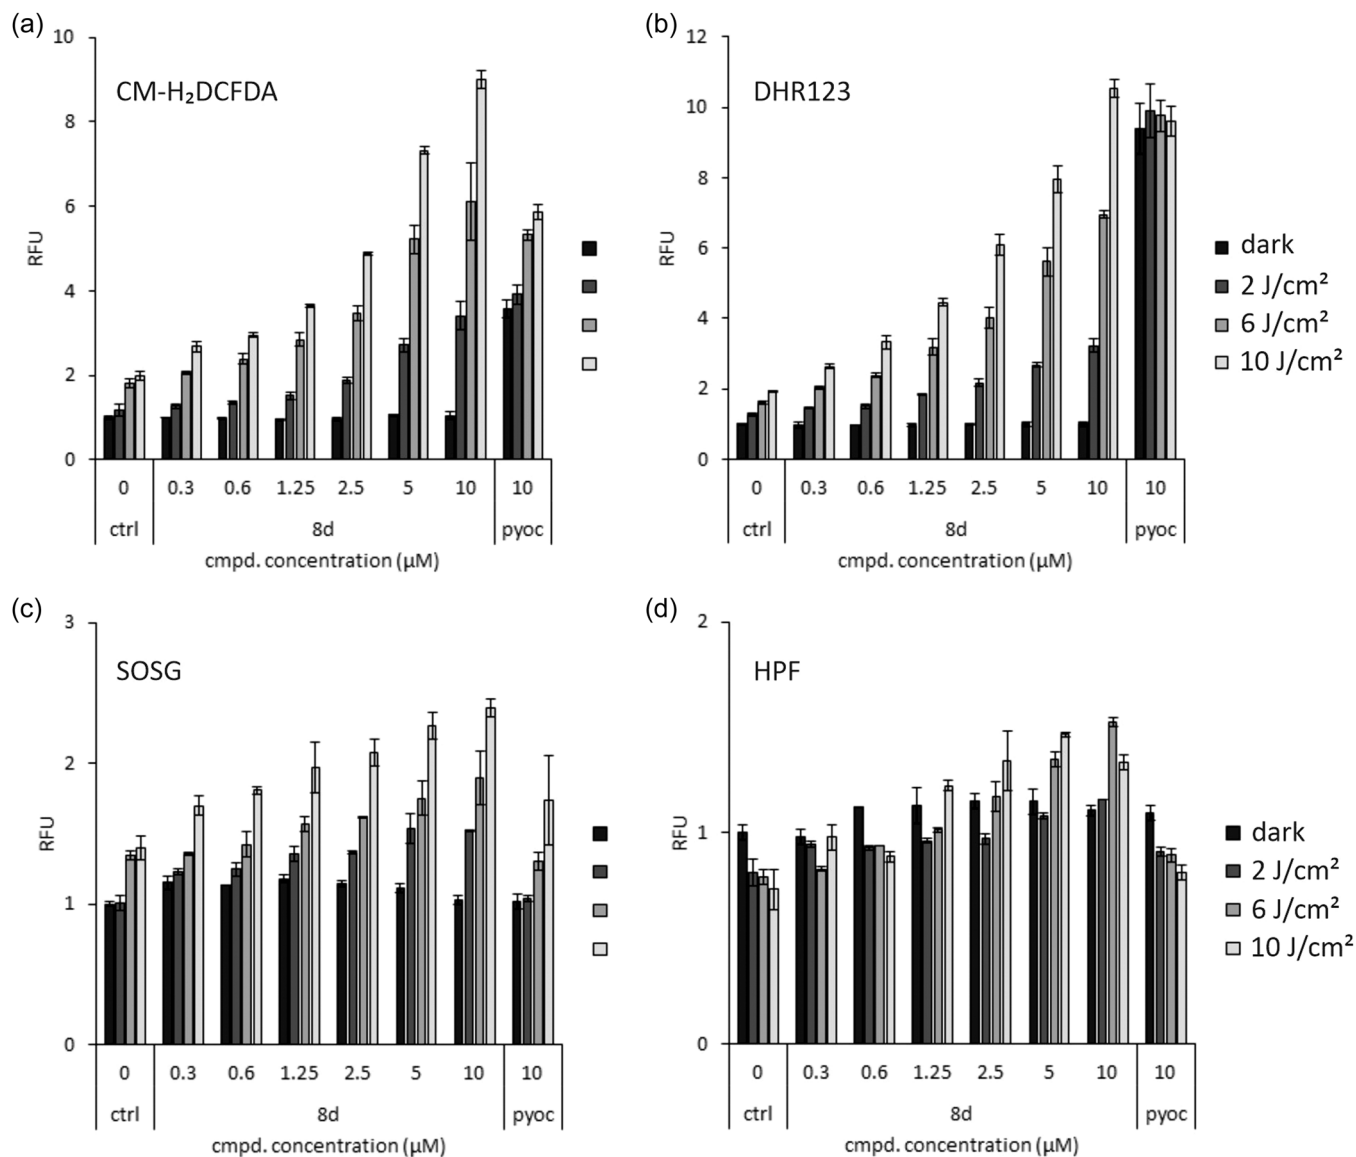 (a)
10
8
6
4
2
0
RFU
CM-H₂DCFDA
0 0.3 0.6 1.25 2.5 5 10 10
ctrl 8d pyoc
cmpd. concentration (µM)
(b)
12
10
8
6
4
2
0
RFU
DHR123
0 0.3 0.6 1.25 2.5 5 10 10
ctrl 8d pyoc
cmpd. concentration (µM)
dark
2 J/cm²
6 J/cm²
10 J/cm²
(c)
3
2
1
0
RFU
SOSG
0 0.3 0.6 1.25 2.5 5 10 10
ctrl 8d pyoc
cmpd. concentration (µM)
(d)
2
1
0
RFU
HPF
0 0.3 0.6 1.25 2.5 5 10 10
ctrl 8d pyoc
cmpd. concentration (µM)
dark
2 J/cm²
6 J/cm²
10 J/cm²